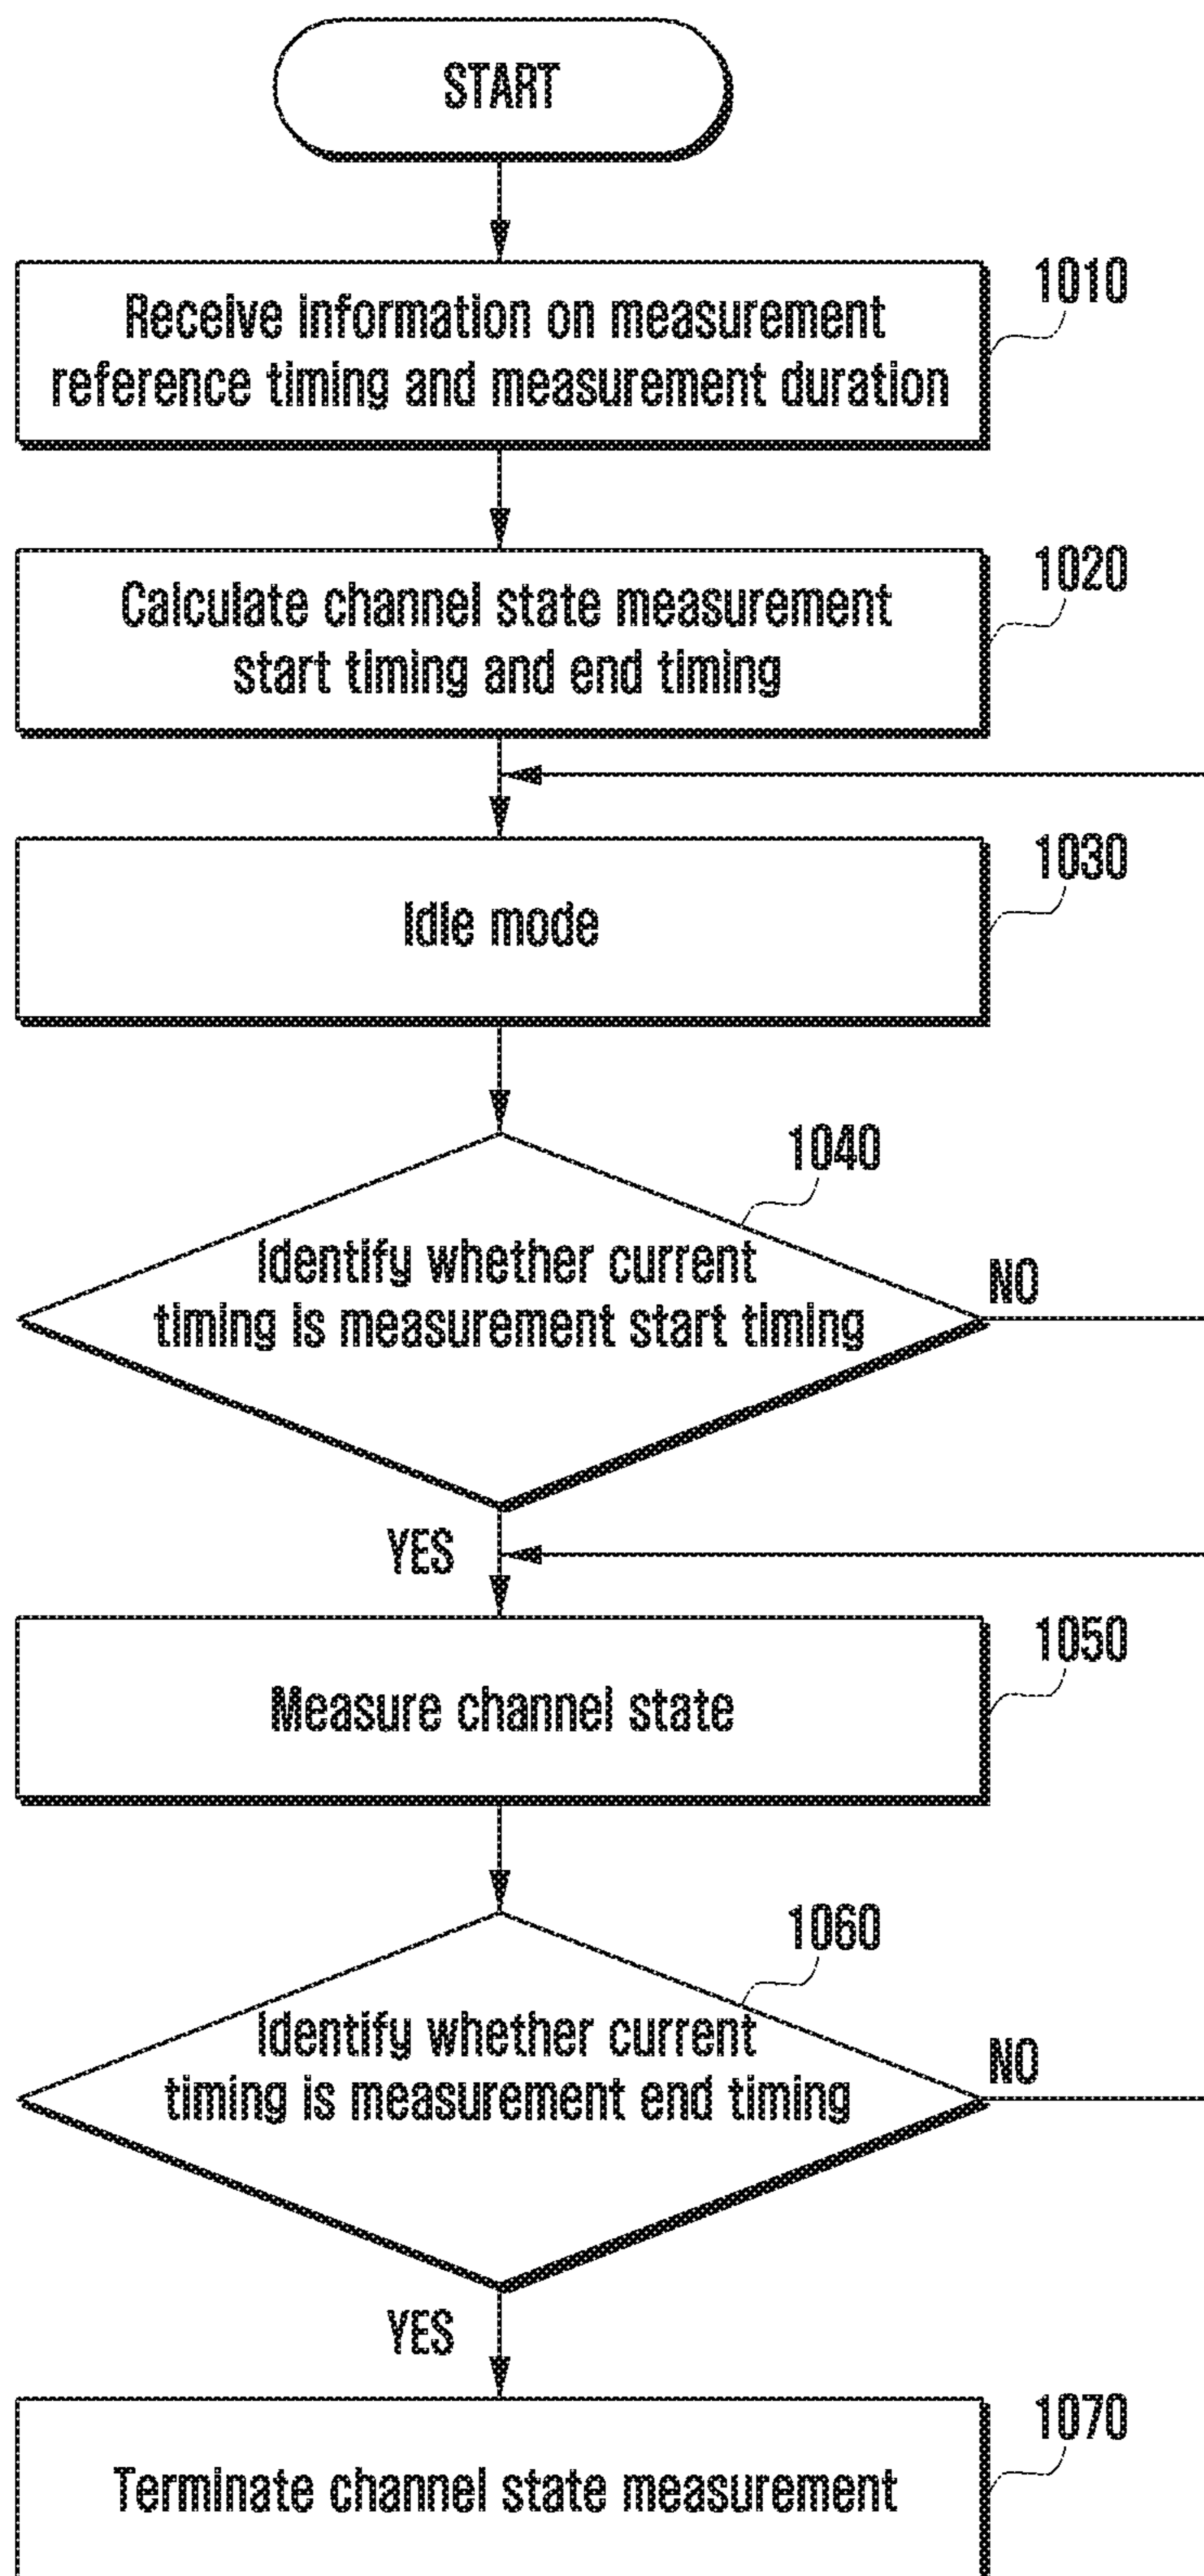 START
1010
Receive information on measurement
reference timing and measurement duration
1020
Calculate channel state measurement
start timing and end timing
1030
Idle mode
1040
Identify whether current
timing is measurement start timing
NO
YES
1050
Measure channel state
1060
Identify whether current
timing is measurement end timing
NO
YES
1070
Terminate channel state measurement